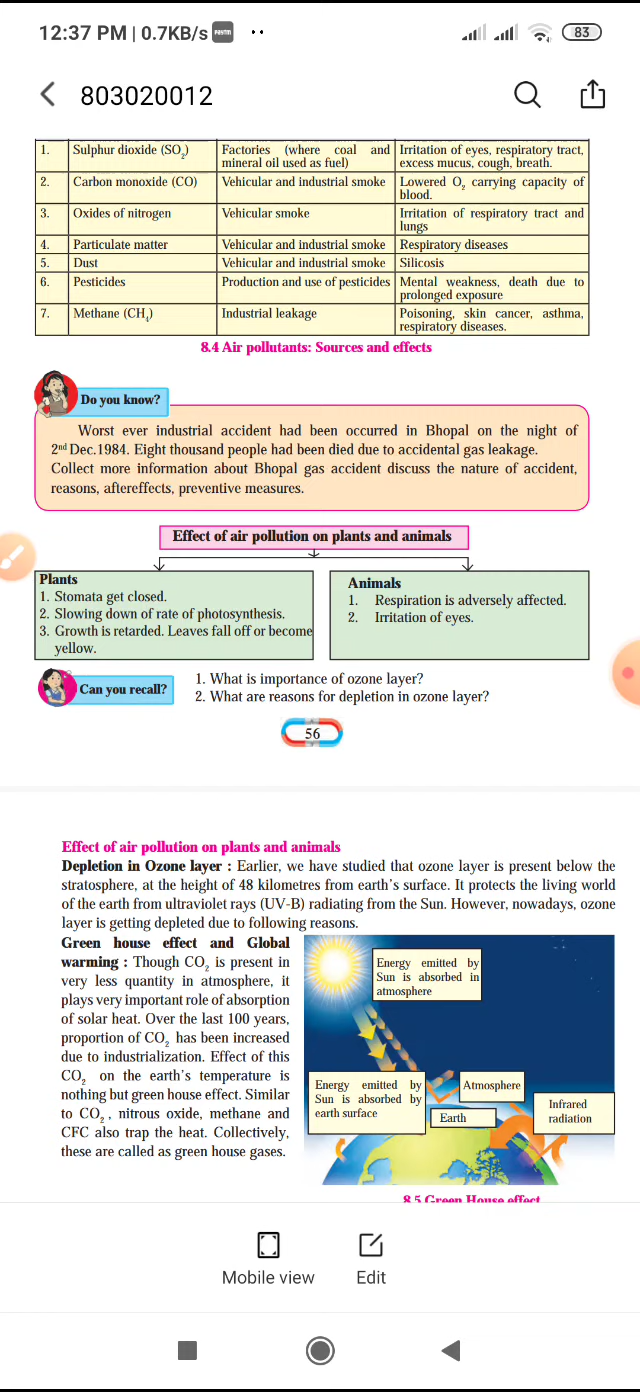 12:37 PM | 0.7KB/s Paytm ··
83
803020012
1. Sulphur dioxide (SO₂) Factories (where coal and mineral oil used as fuel) Irritation of eyes, respiratory tract, excess mucus, cough, breath.
2. Carbon monoxide (CO) Vehicular and industrial smoke Lowered O₂ carrying capacity of blood.
3. Oxides of nitrogen Vehicular smoke Irritation of respiratory tract and lungs
4. Particulate matter Vehicular and industrial smoke Respiratory diseases
5. Dust Vehicular and industrial smoke Silicosis
6. Pesticides Production and use of pesticides Mental weakness, death due to prolonged exposure
7. Methane (CH₄) Industrial leakage Poisoning, skin cancer, asthma, respiratory diseases.
8.4 Air pollutants: Sources and effects
Do you know?
Worst ever industrial accident had been occurred in Bhopal on the night of
2nd Dec.1984. Eight thousand people had been died due to accidental gas leakage.
Collect more information about Bhopal gas accident discuss the nature of accident,
reasons, aftereffects, preventive measures.
Effect of air pollution on plants and animals
Plants
1. Stomata get closed.
2. Slowing down of rate of photosynthesis.
3. Growth is retarded. Leaves fall off or become
yellow.
Animals
1. Respiration is adversely affected.
2. Irritation of eyes.
Can you recall?
1. What is importance of ozone layer?
2. What are reasons for depletion in ozone layer?
56
Effect of air pollution on plants and animals
Depletion in Ozone layer : Earlier, we have studied that ozone layer is present below the
stratosphere, at the height of 48 kilometres from earth's surface. It protects the living world
of the earth from ultraviolet rays (UV-B) radiating from the Sun. However, nowadays, ozone
layer is getting depleted due to following reasons.
Green house effect and Global
warming : Though CO₂ is present in
very less quantity in atmosphere, it
plays very important role of absorption
of solar heat. Over the last 100 years,
proportion of CO₂ has been increased
due to industrialization. Effect of this
CO₂ on the earth's temperature is
nothing but green house effect. Similar
to CO₂, nitrous oxide, methane and
CFC also trap the heat. Collectively,
these are called as green house gases.
Energy emitted by
Sun is absorbed in
atmosphere
Energy emitted by
Sun is absorbed by
earth surface
Atmosphere
Earth
Infrared
radiation
8.5 Green House effect
Mobile view
Edit